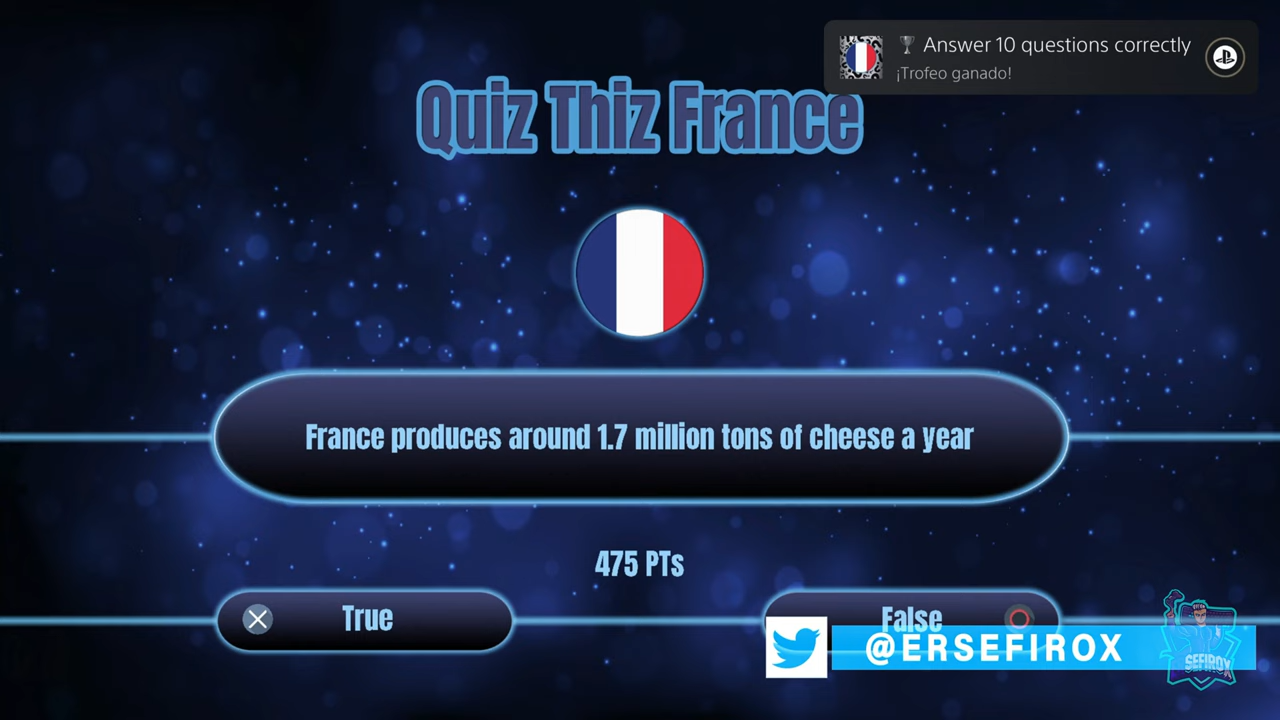 Answer 10 questions correctly
¡Trofeo ganado!
Quiz Thiz France
France produces around 1.7 million tons of cheese a year
475 PTs
True
False
@ERSEFIROX
SEFIROX